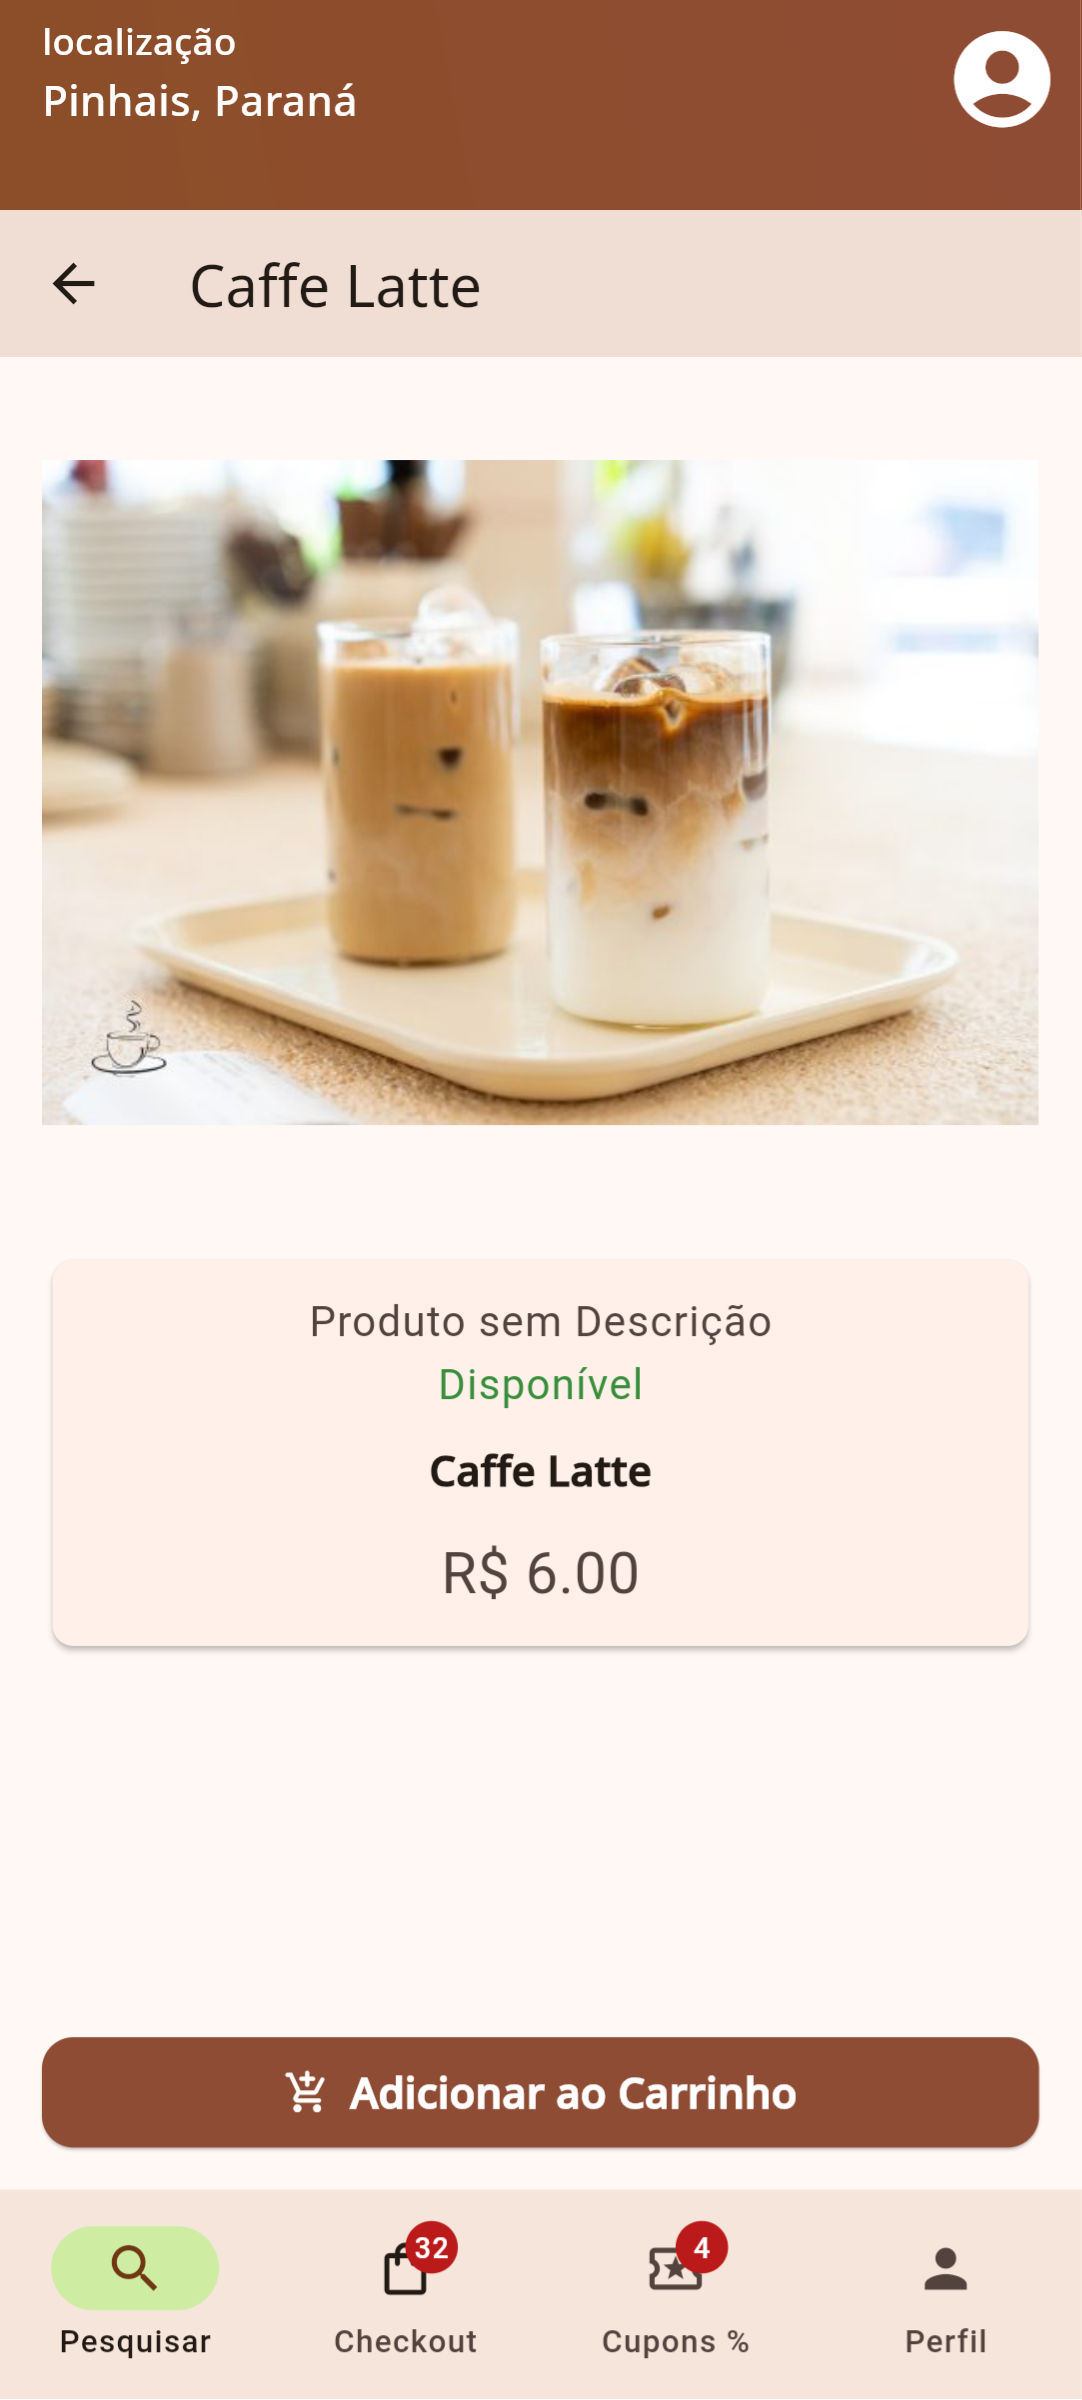 localização
Pinhais, Paraná
Caffe Latte
Produto sem Descrição
Disponível
Caffe Latte
R$ 6.00
Adicionar ao Carrinho
32
4
Pesquisar
Checkout
Cupons %
Perfil